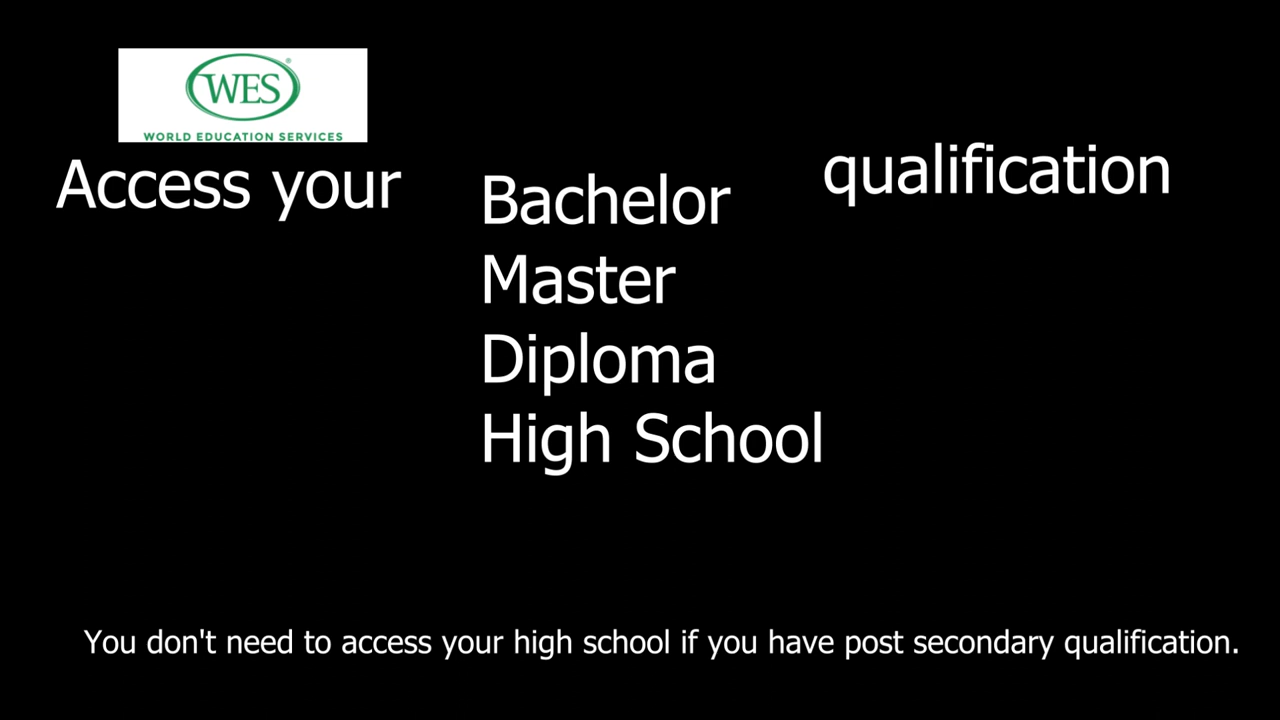 WES
WORLD EDUCATION SERVICES
Access your
Bachelor
Master
Diploma
High School
qualification
You don't need to access your high school if you have post secondary qualification.